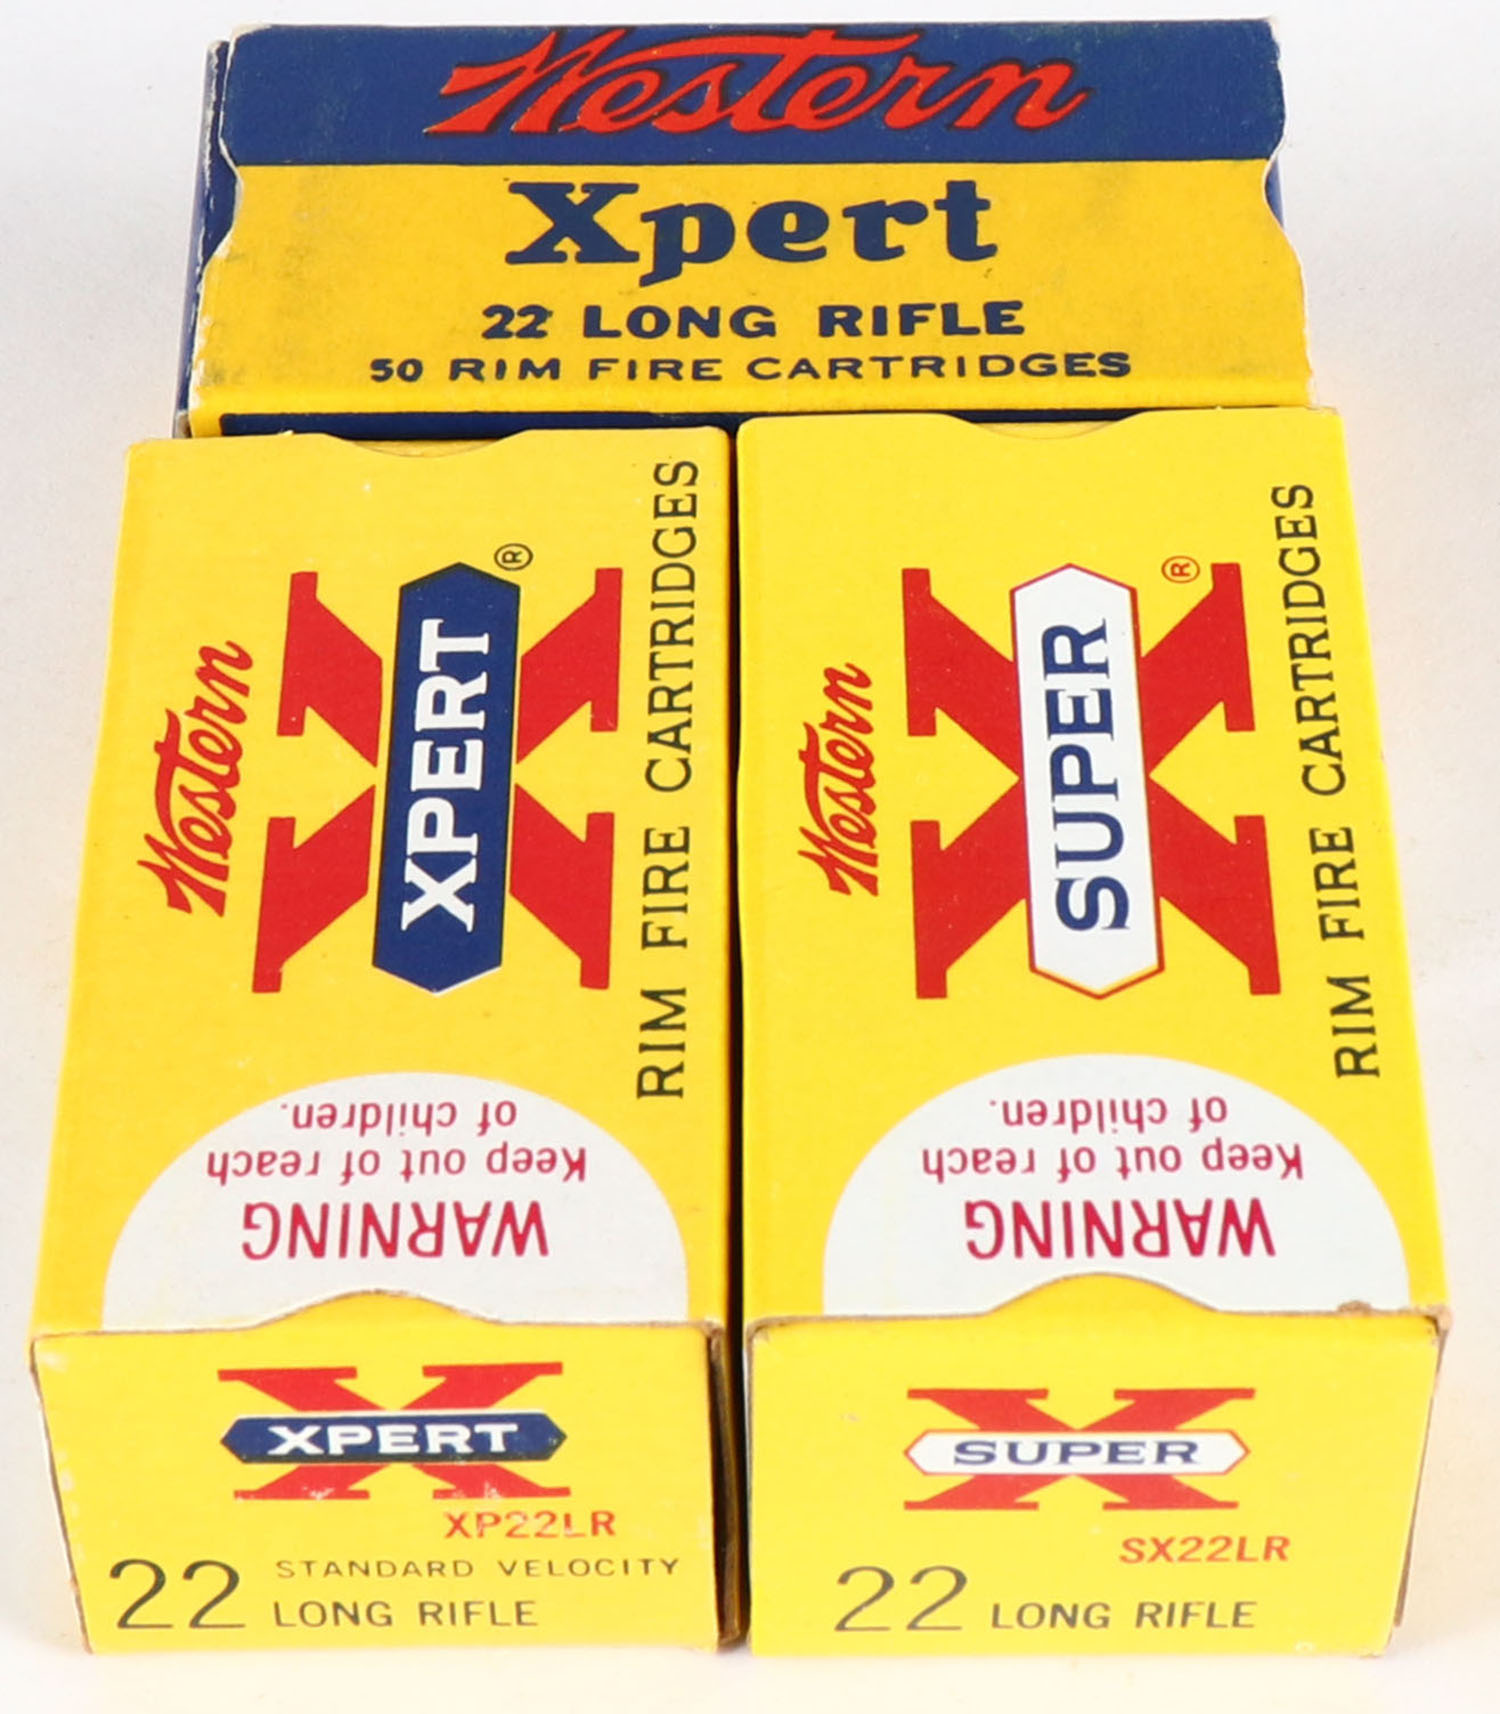 Western
Xpert
22 LONG RIFLE
50 RIM FIRE CARTRIDGES
Western
XPERT
®
RIM FIRE CARTRIDGES
WARNING
Keep out of reach
of children.
XPERT
XP22LR
22 STANDARD VELOCITY
LONG RIFLE
Western
SUPER
®
RIM FIRE CARTRIDGES
WARNING
Keep out of reach
of children.
SUPER
SX22LR
22 LONG RIFLE